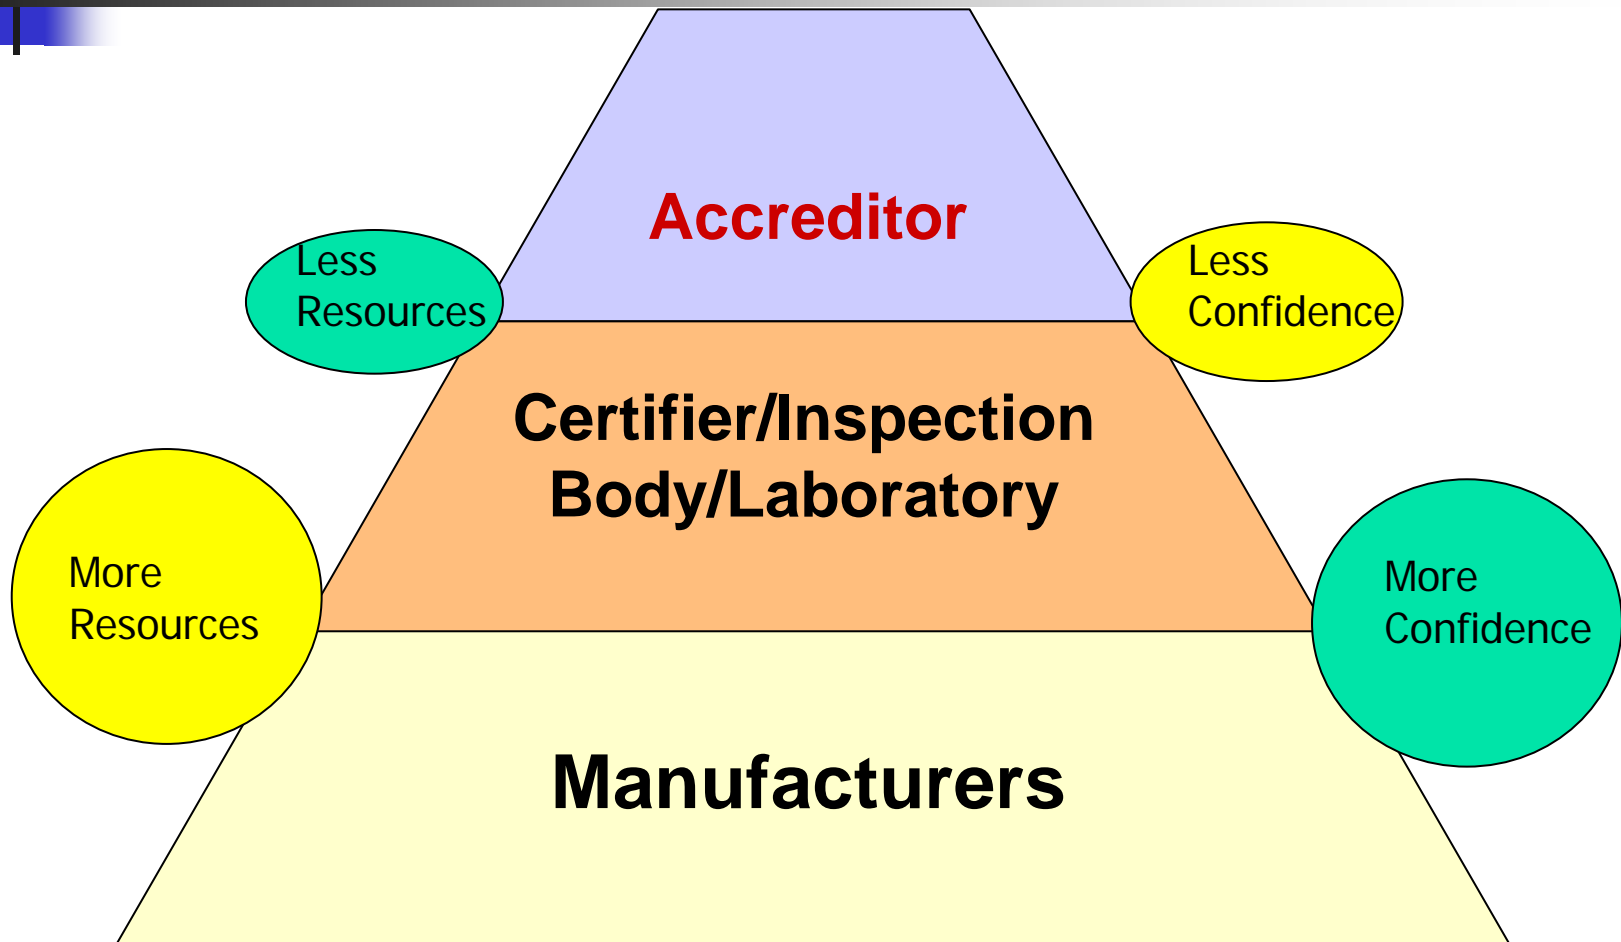 Accreditor
Less
Resources
Less
Confidence
Certifier/Inspection
Body/Laboratory
More
Resources
More
Confidence
Manufacturers